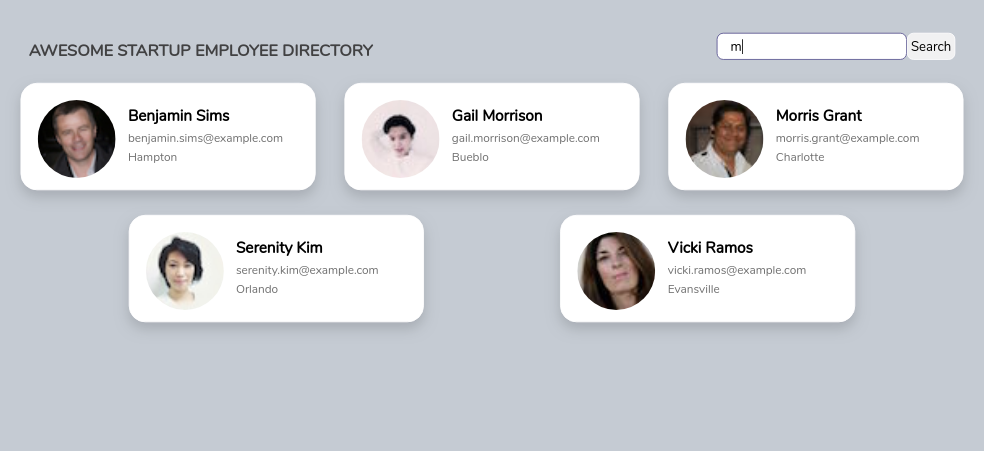 AWESOME STARTUP EMPLOYEE DIRECTORY
m
Search
Benjamin Sims
benjamin.sims@example.com
Hampton
Gail Morrison
gail.morrison@example.com
Bueblo
Morris Grant
morris.grant@example.com
Charlotte
Serenity Kim
serenity.kim@example.com
Orlando
Vicki Ramos
vicki.ramos@example.com
Evansville